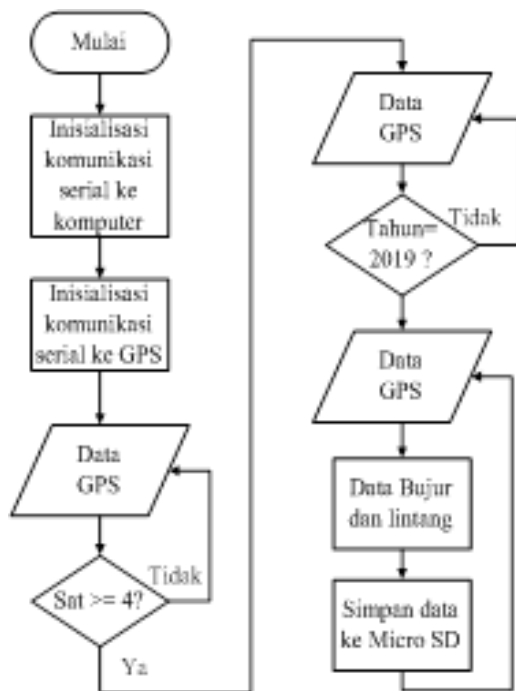 Mulai
Inisialisasi
komunikasi
serial ke
komputer
Inisialisasi
komunikasi
serial ke GPS
Data
GPS
Sat >= 4?
Tidak
Ya
Data
GPS
Tahun=
2019 ?
Tidak
Data
GPS
Data Bujur
dan lintang
Simpan data
ke Micro SD